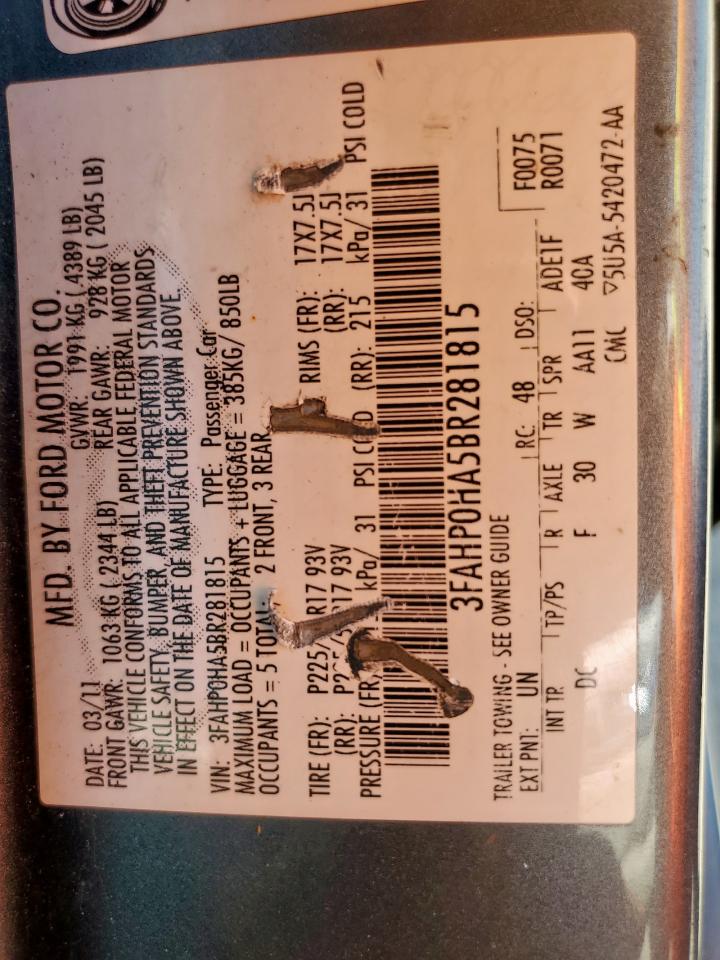 MFD. BY FORD MOTOR CO.
DATE: 03/11 GVWR: 1991 KG ( 4389 LB)
FRONT GAWR: 1063 KG ( 2344 LB) REAR GAWR: 928 KG ( 2045 LB)
THIS VEHICLE CONFORMS TO ALL APPLICABLE FEDERAL MOTOR
VEHICLE SAFETY, BUMPER, AND THEFT PREVENTION STANDARDS
IN EFFECT ON THE DATE OF MANUFACTURE SHOWN ABOVE.
VIN: 3FAHP0HA5BR281815 TYPE: Passenger Car
MAXIMUM LOAD = OCCUPANTS + LUGGAGE = 385KG/ 850LB
OCCUPANTS = 5 TOTAL: 2 FRONT, 3 REAR
TIRE (FR): P225/ R17 93V RIMS (FR): 17X7.5J
(RR): R17 93V (RR): 17X7.5J
PRESSURE (FR) kPa/ 31 PSI COLD (RR): 215 kPa/ 31 PSI COLD
3FAHP0HA5BR281815
TRAILER TOWING - SEE OWNER GUIDE F0075
EXT PNT: UN RC: 48 DSO: R0071
INT TR TP/PS R AXLE TR SPR ADE1F
DC F 30 W AA11 40A
CMC ▽5U5A-5420472-AA